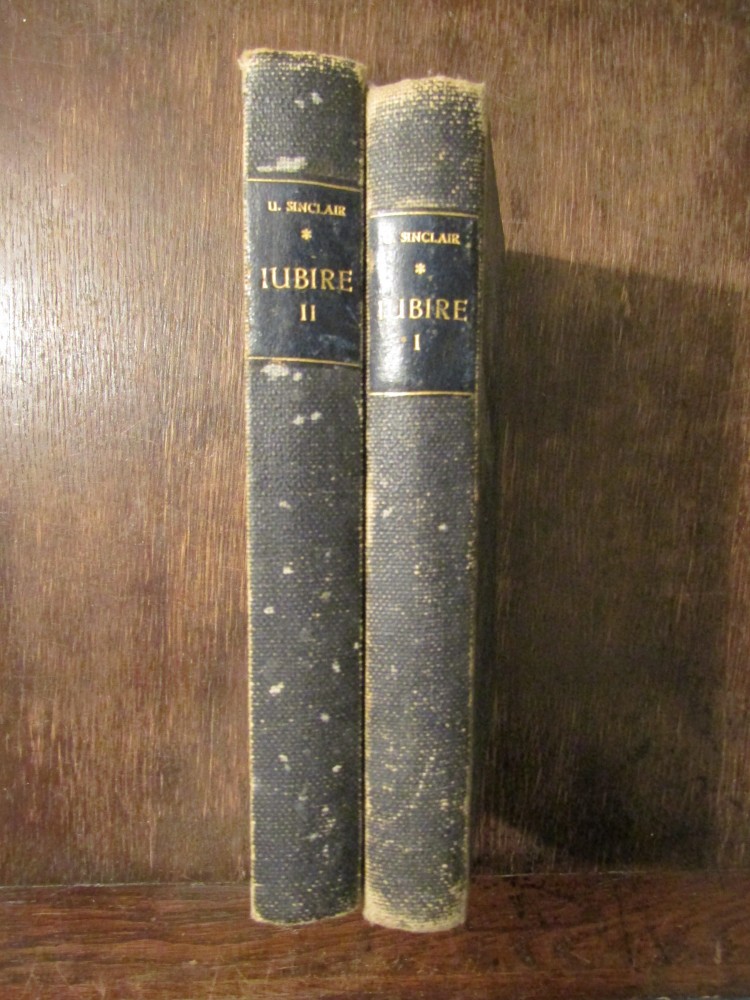 U. SINCLAIR
*
IUBIRE
II
SINCLAIR
*
IUBIRE
I